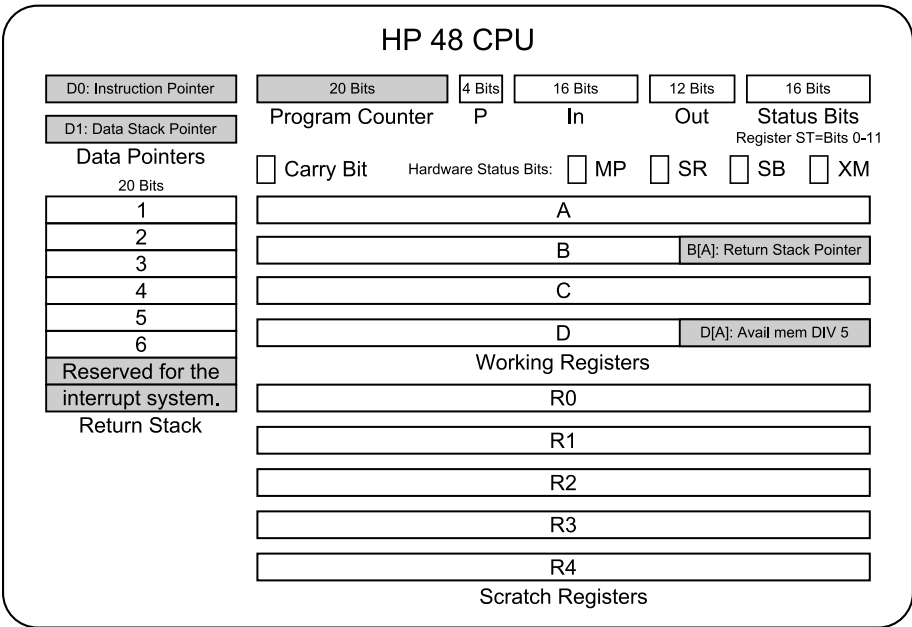 HP 48 CPU
D0: Instruction Pointer
D1: Data Stack Pointer
Data Pointers
20 Bits
1
2
3
4
5
6
Reserved for the
interrupt system.
Return Stack
20 Bits
Program Counter
4 Bits
P
16 Bits
In
12 Bits
Out
16 Bits
Status Bits
Register ST=Bits 0-11
Carry Bit
Hardware Status Bits:
MP
SR
SB
XM
A
B
B[A]: Return Stack Pointer
C
D
D[A]: Avail mem DIV 5
Working Registers
R0
R1
R2
R3
R4
Scratch Registers